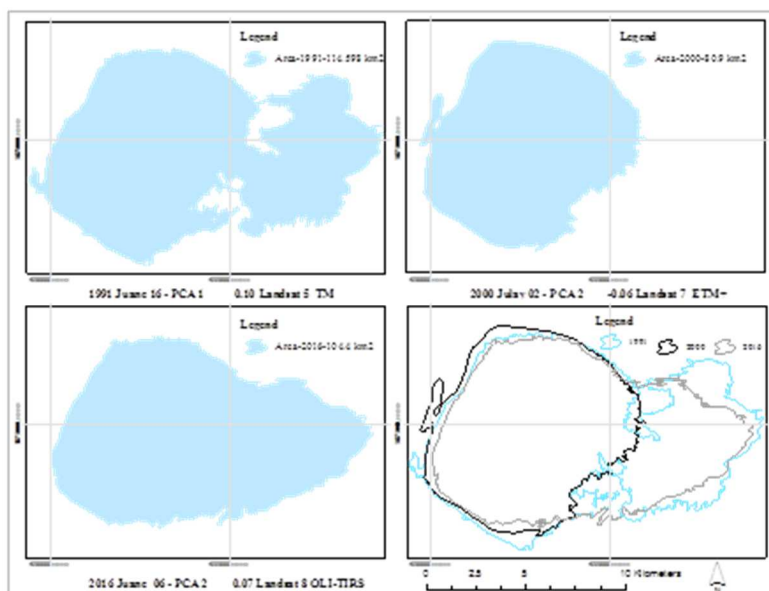 Legend
Area-1991-116.598 km2
1991 Juane 16 - PCA 1 0.10 Landsat 5 TM
Legend
Area-2000-80.9 km2
2000 Julay 02 - PCA 2 -0.06 Landsat 7 ETM+
Legend
Area-2016-104.4 km2
2016 Juane 06 - PCA 2 0.07 Landsat 8 OLI-TIRS
Legend
1991 2000 2016
0 2.5 5 10 Kilometers